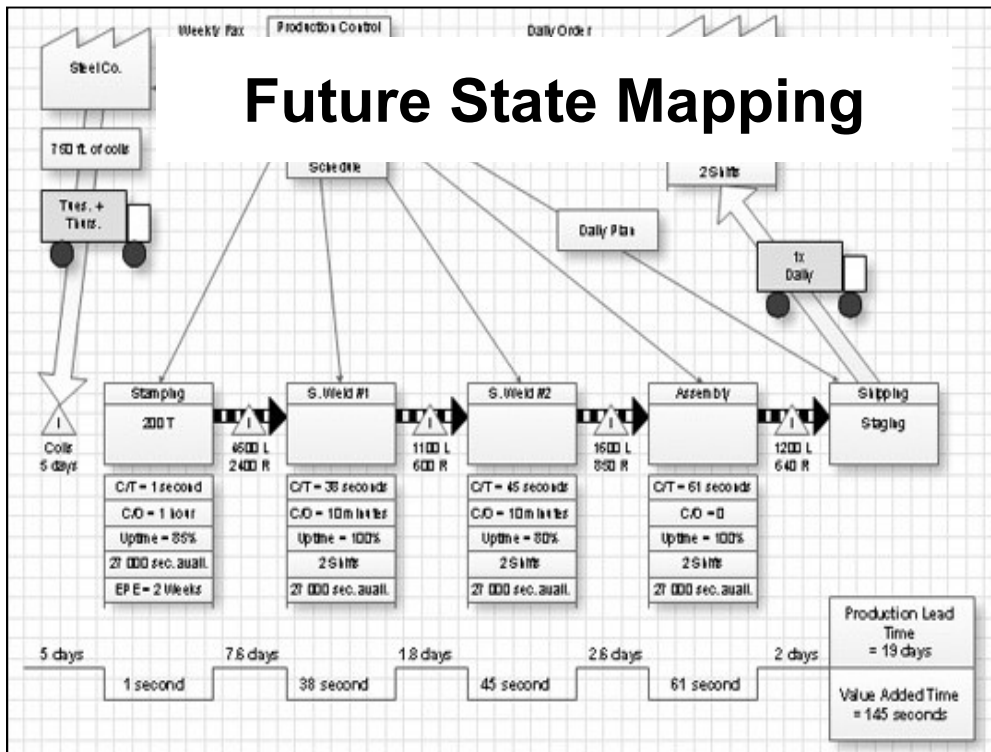 Weekly Fax
Production Control
Daily Order
Steel Co.
Future State Mapping
Schedule
2 Shifts
Tues. +
Thurs.
Daily Plan
1x
Daily
Stamping
S. Weld #1
S. Weld #2
Assembly
Shipping
200 T
Staging
I
I
I
I
I
Coils
5 days
4600 L
2400 R
1100 L
600 R
1600 L
850 R
1200 L
640 R
C/T = 1 second
C/T = 38 seconds
C/T = 45 seconds
C/T = 61 seconds
C/O = 1 hour
C/O = 10 minutes
C/O = 10 minutes
C/O = 0
Uptime = 85%
Uptime = 100%
Uptime = 80%
Uptime = 100%
27 000 sec. avail.
2 Shifts
2 Shifts
2 Shifts
EPE = 2 Weeks
27 000 sec. avail.
27 000 sec. avail.
27 000 sec. avail.
Production Lead
Time
= 19 days
5 days
7.6 days
1.8 days
2.6 days
2 days
1 second
38 second
45 second
61 second
Value Added Time
= 145 seconds